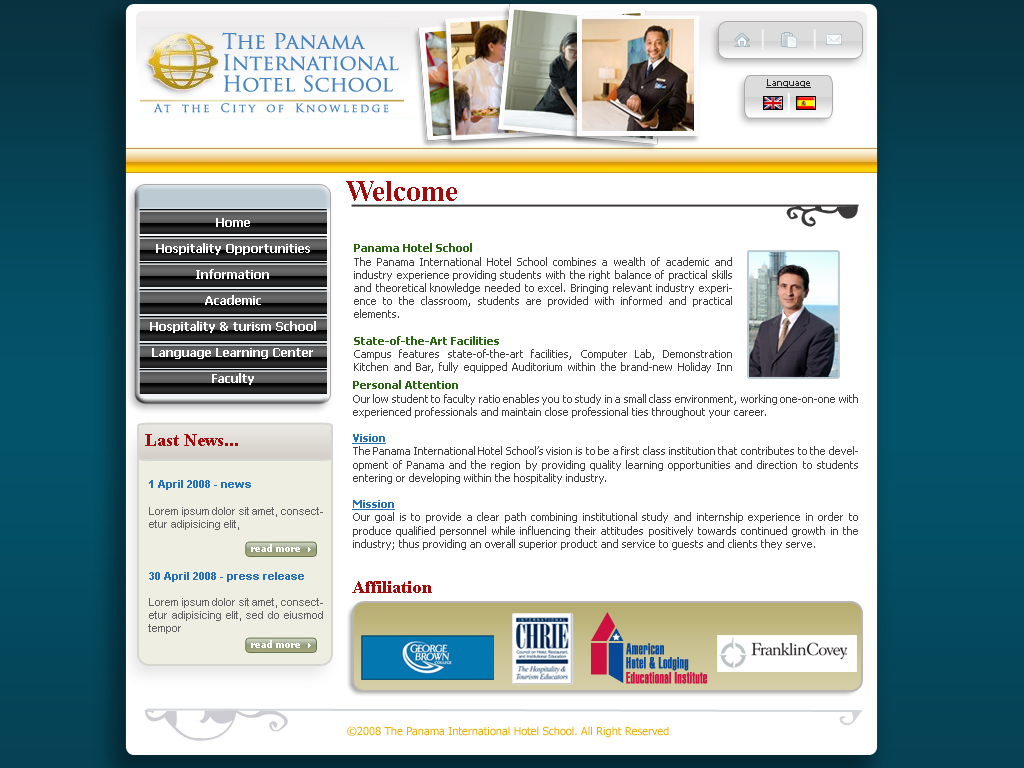 THE PANAMA
INTERNATIONAL
HOTEL SCHOOL
AT THE CITY OF KNOWLEDGE
Language
Home
Hospitality Opportunities
Information
Academic
Hospitality & turism School
Language Learning Center
Faculty
Last News...
1 April 2008 - news
Lorem ipsum dolor sit amet, consect-
etur adipisicing elit,
read more
30 April 2008 - press release
Lorem ipsum dolor sit amet, consect-
etur adipisicing elit, sed do eiusmod
tempor
read more
Welcome
Panama Hotel School
The Panama International Hotel School combines a wealth of academic and
industry experience providing students with the right balance of practical skills
and theoretical knowledge needed to excel. Bringing relevant industry experi-
ence to the classroom, students are provided with informed and practical
elements.
State-of-the-Art Facilities
Campus features state-of-the-art facilities, Computer Lab, Demonstration
Kitchen and Bar, fully equipped Auditorium within the brand-new Holiday Inn
Personal Attention
Our low student to faculty ratio enables you to study in a small class environment, working one-on-one with
experienced professionals and maintain close professional ties throughout your career.
Vision
The Panama International Hotel School's vision is to be a first class institution that contributes to the devel-
opment of Panama and the region by providing quality learning opportunities and direction to students
entering or developing within the hospitality industry.
Mission
Our goal is to provide a clear path combining institutional study and internship experience in order to
produce qualified personnel while influencing their attitudes positively towards continued growth in the
industry; thus providing an overall superior product and service to guests and clients they serve.
Affiliation
GEORGE
BROWN
COLLEGE
INTERNATIONAL
CHRIE
Council on Hotel, Restaurant,
and Institutional Education
The Hospitality &
Tourism Educators
American
Hotel & Lodging
Educational Institute
FranklinCovey
©2008 The Panama International Hotel School. All Right Reserved